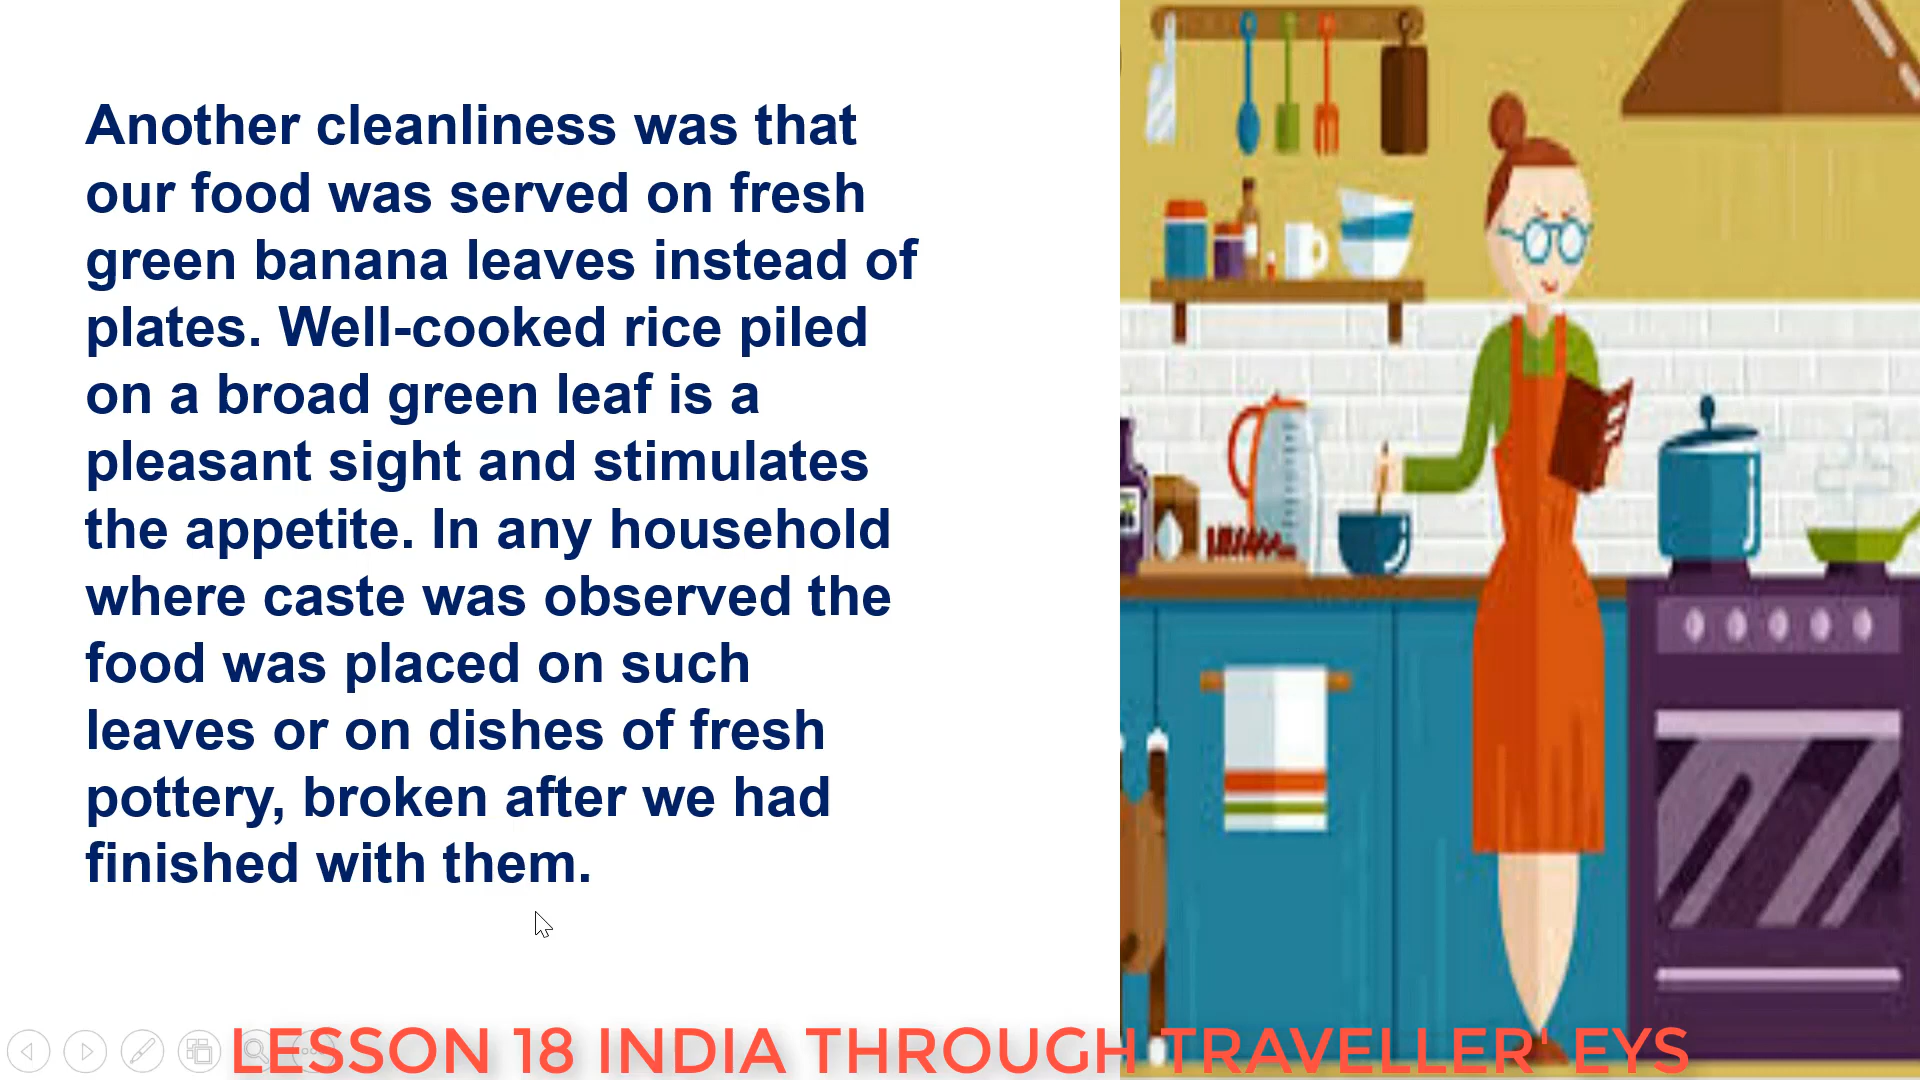 Another cleanliness was that
our food was served on fresh
green banana leaves instead of
plates. Well-cooked rice piled
on a broad green leaf is a
pleasant sight and stimulates
the appetite. In any household
where caste was observed the
food was placed on such
leaves or on dishes of fresh
pottery, broken after we had
finished with them.
LESSON 18 INDIA THROUGH TRAVELLER' EYS